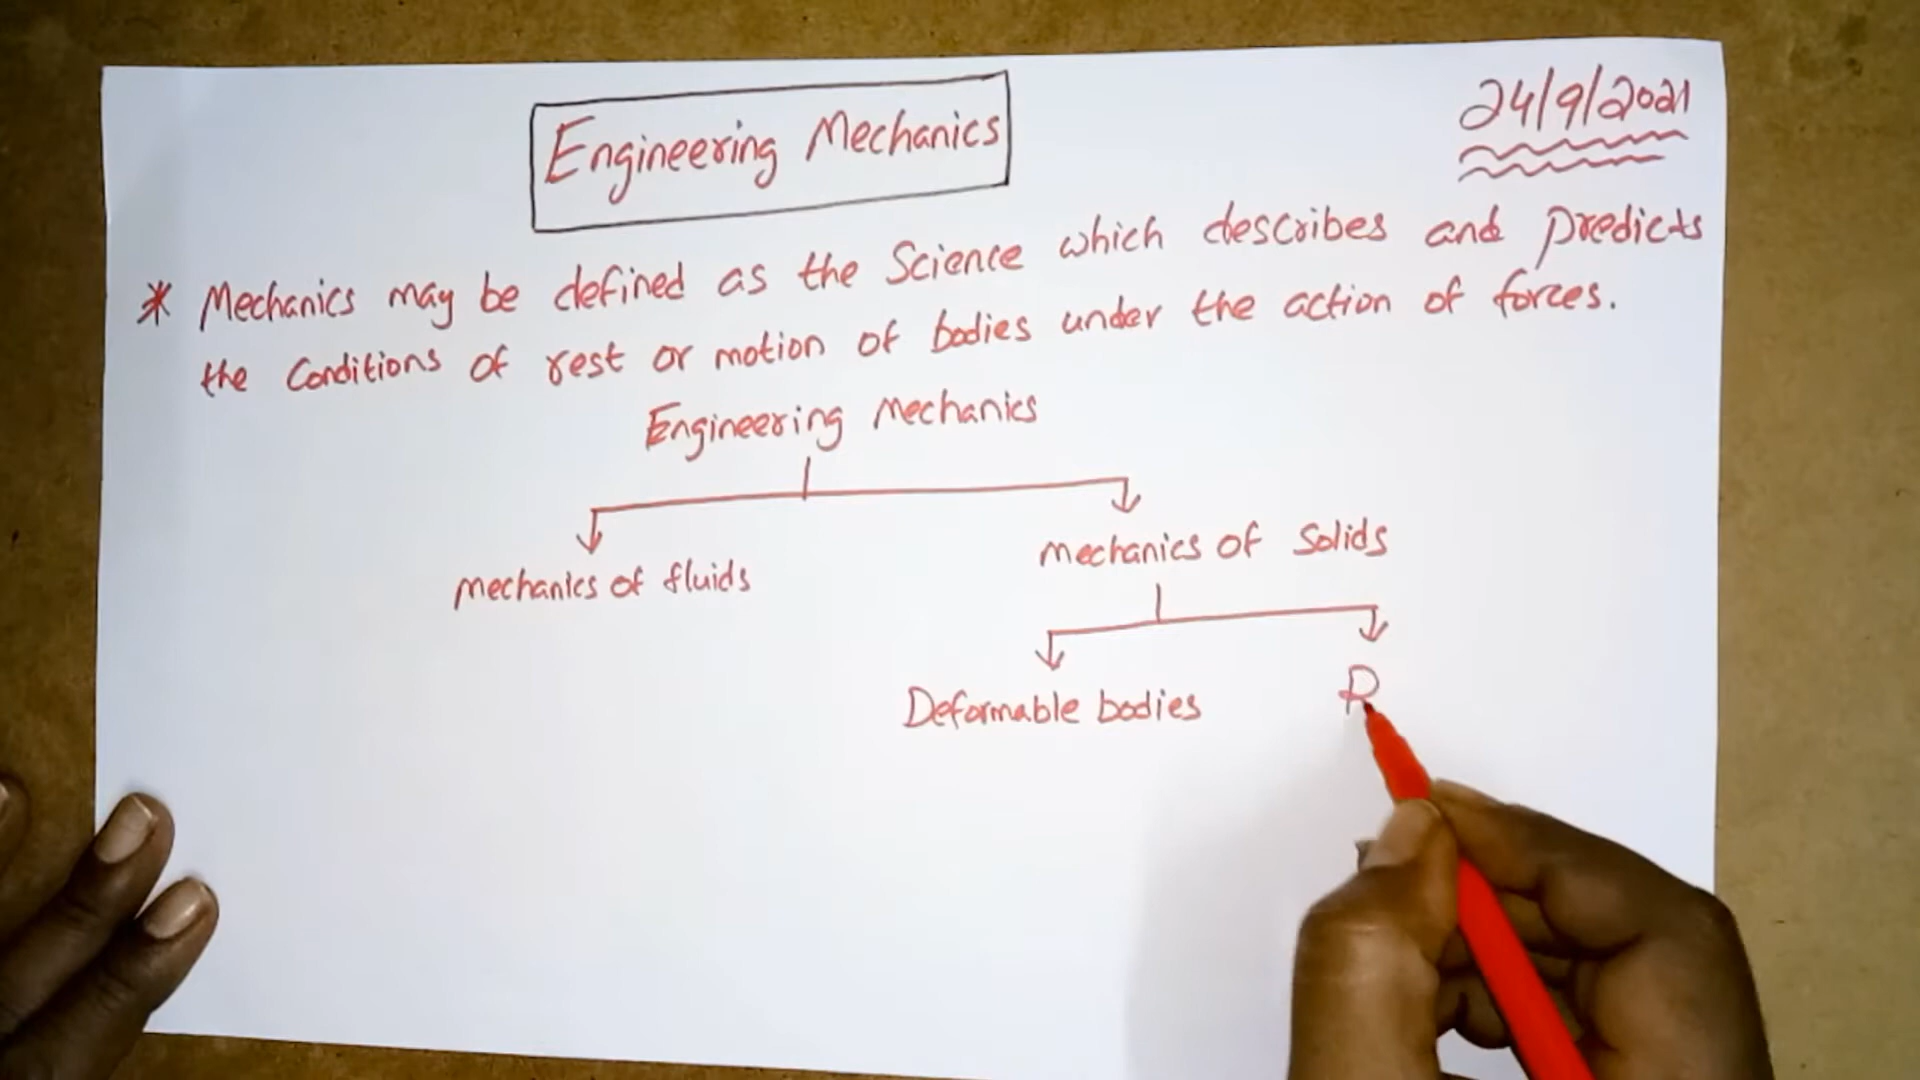 Engineering Mechanics
24/9/2021
* Mechanics may be defined as the Science which describes and predicts
the Conditions of rest or motion of bodies under the action of forces.
Engineering Mechanics
mechanics of fluids
mechanics of Solids
Deformable bodies
R